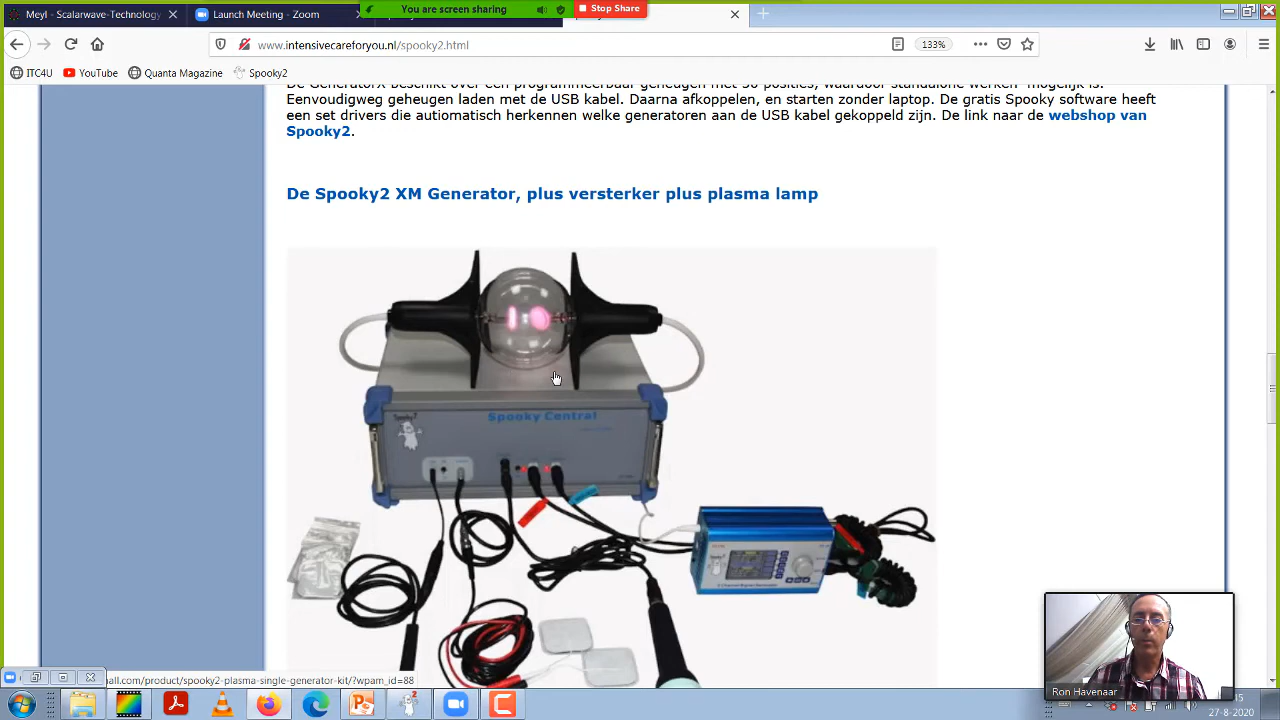 Meyl - Scalarwave-Technology
Launch Meeting - Zoom
You are screen sharing
Stop Share
www.intensivecareforyou.nl/spooky2.html
133%
ITC4U
YouTube
Quanta Magazine
Spooky2
Eenvoudigweg geheugen laden met de USB kabel. Daarna afkoppelen, en starten zonder laptop. De gratis Spooky software heeft
een set drivers die autiomatisch herkennen welke generatoren aan de USB kabel gekoppeld zijn. De link naar de webshop van
Spooky2.
De Spooky2 XM Generator, plus versterker plus plasma lamp
Spooky Central
all.com/product/spooky2-plasma-single-generator-kit/?wpam_id=88
Ron Havenaar
15
27-8-2020